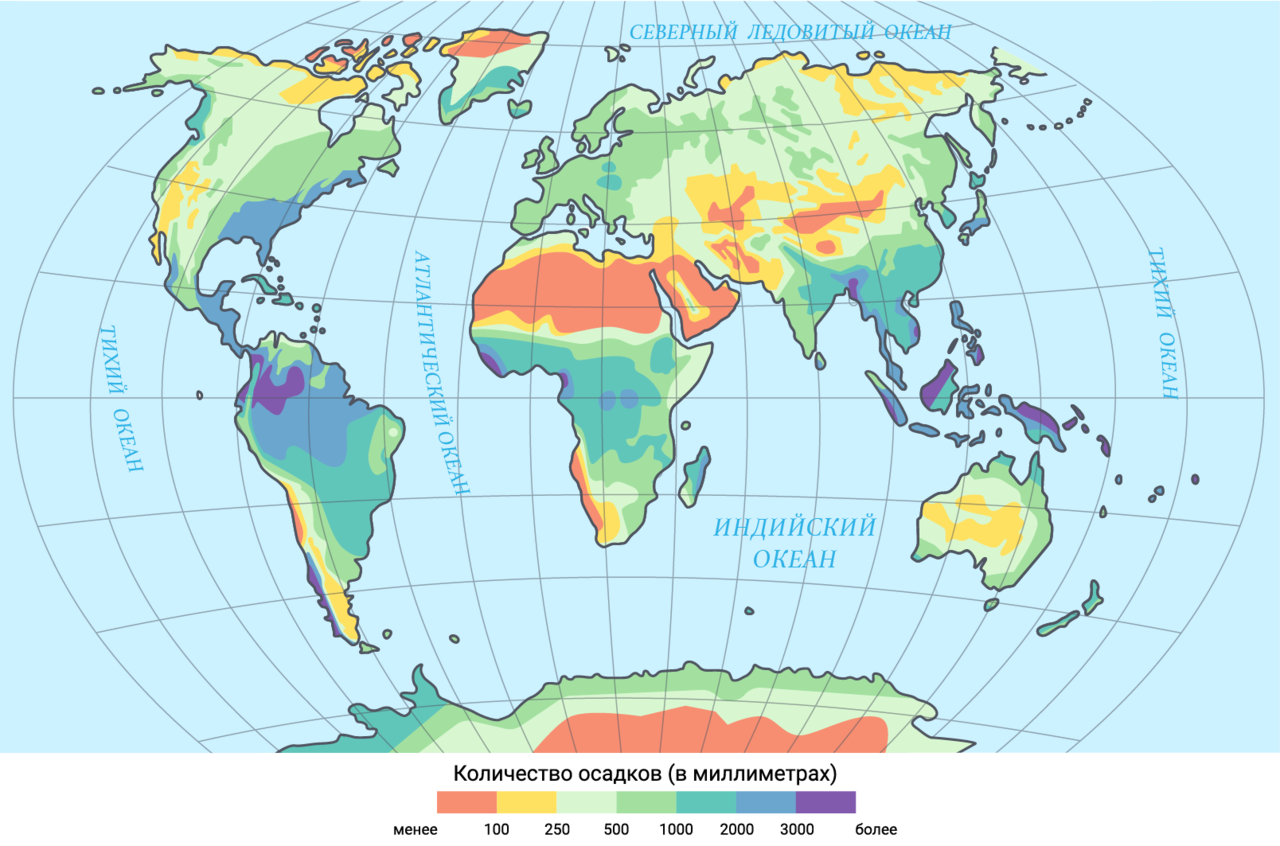 СЕВЕРНЫЙ ЛЕДОВИТЫЙ ОКЕАН
ТИХИЙ ОКЕАН
АТЛАНТИЧЕСКИЙ ОКЕАН
ТИХИЙ ОКЕАН
ИНДИЙСКИЙ
ОКЕАН
Количество осадков (в миллиметрах)
менее 100 250 500 1000 2000 3000 более